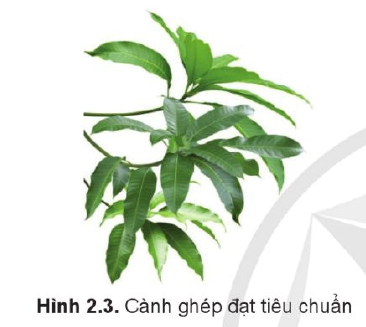 Hình 2.3. Cành ghép đạt tiêu chuẩn